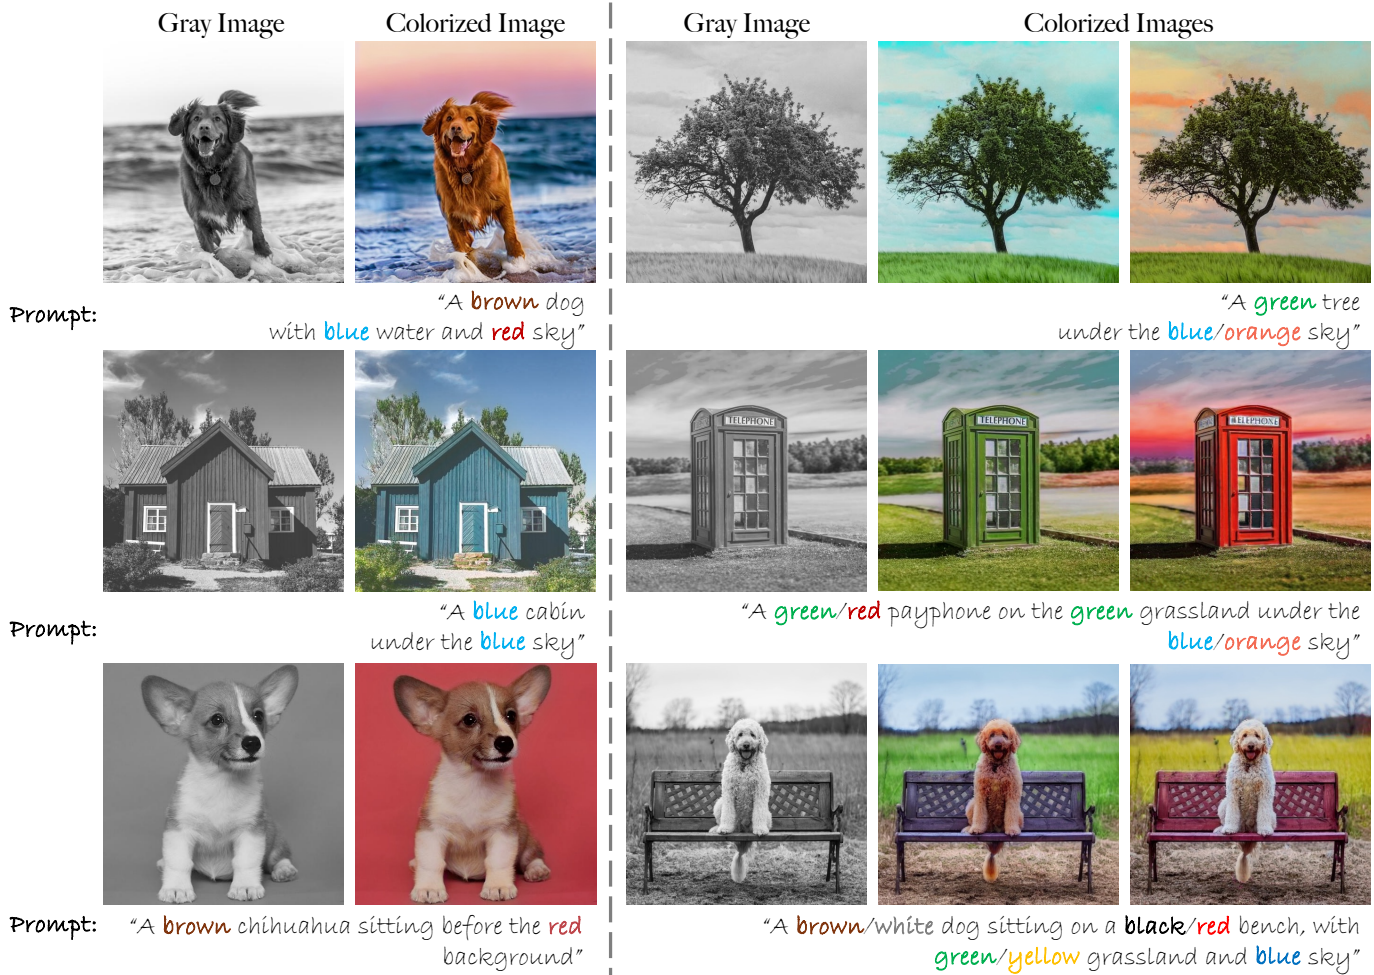 Gray Image
Colorized Image
Gray Image
Colorized Images
Prompt:
“A brown dog
with blue water and red sky”
“A green tree
under the blue/orange sky”
TELEPHONE
TELEPHONE
TELEPHONE
Prompt:
“A blue cabin
under the blue sky”
“A green/red payphone on the green grassland under the
blue/orange sky”
Prompt:
“A brown chihuahua sitting before the red
background”
“A brown/white dog sitting on a black/red bench, with
green/yellow grassland and blue sky”